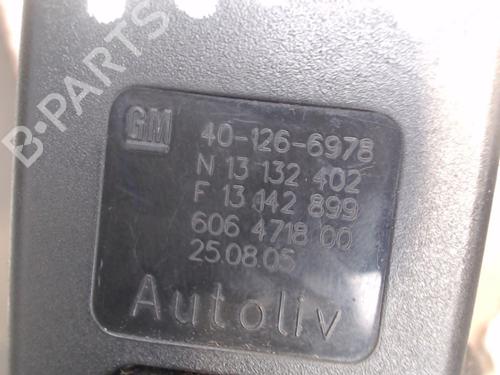 GM 40-126-6978
N 13 132 402
F 13 142 899
606 4718 00
25.08.05
Autoliv
B-PARTS